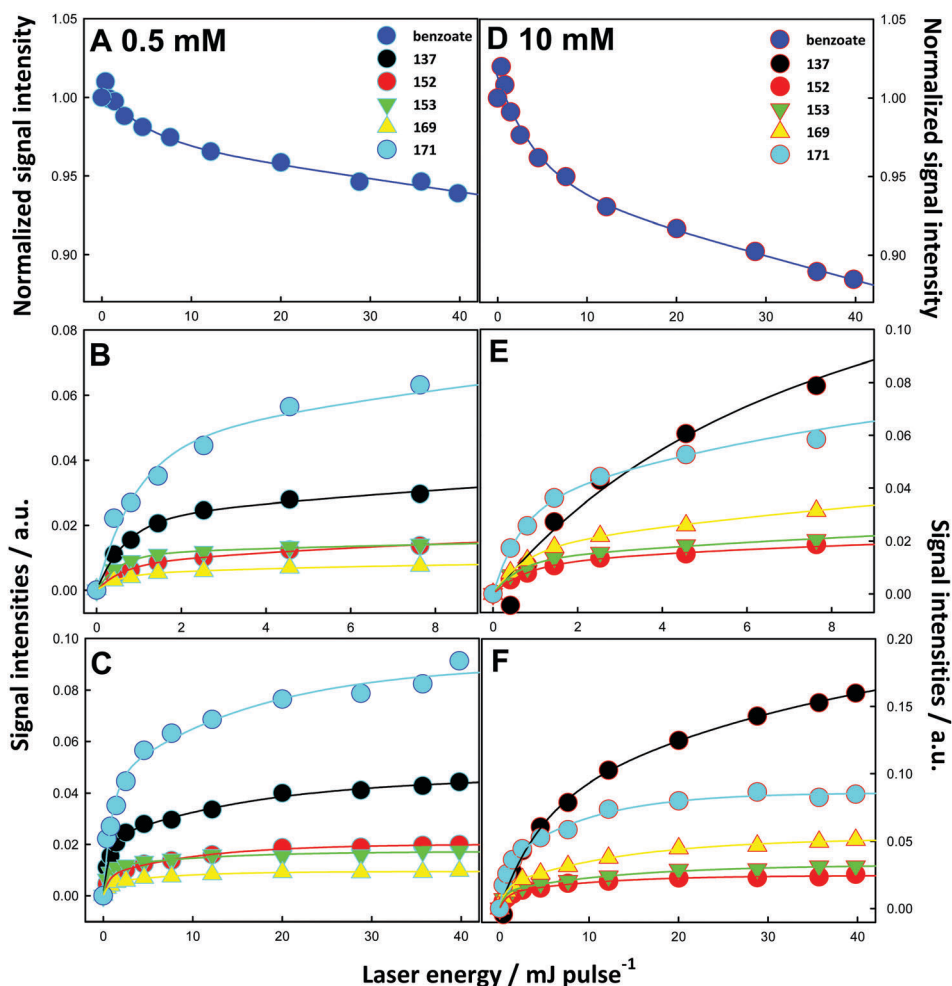 A 0.5 mM
benzoate
137
152
153
169
171
1.05
1.00
0.95
0.90
0 10 20 30 40
Normalized signal intensity
D 10 mM
benzoate
137
152
153
169
171
1.05
1.00
0.95
0.90
0 10 20 30 40
Normalized signal intensity
B
0.08
0.06
0.04
0.02
0.00
0 2 4 6 8
E
0.10
0.08
0.06
0.04
0.02
0.00
0 2 4 6 8
C
0.10
0.08
0.06
0.04
0.02
0.00
0 10 20 30 40
Signal intensities / a.u.
F
0.20
0.15
0.10
0.05
0.00
0 10 20 30 40
Signal intensities / a.u.
Laser energy / mJ pulse⁻¹